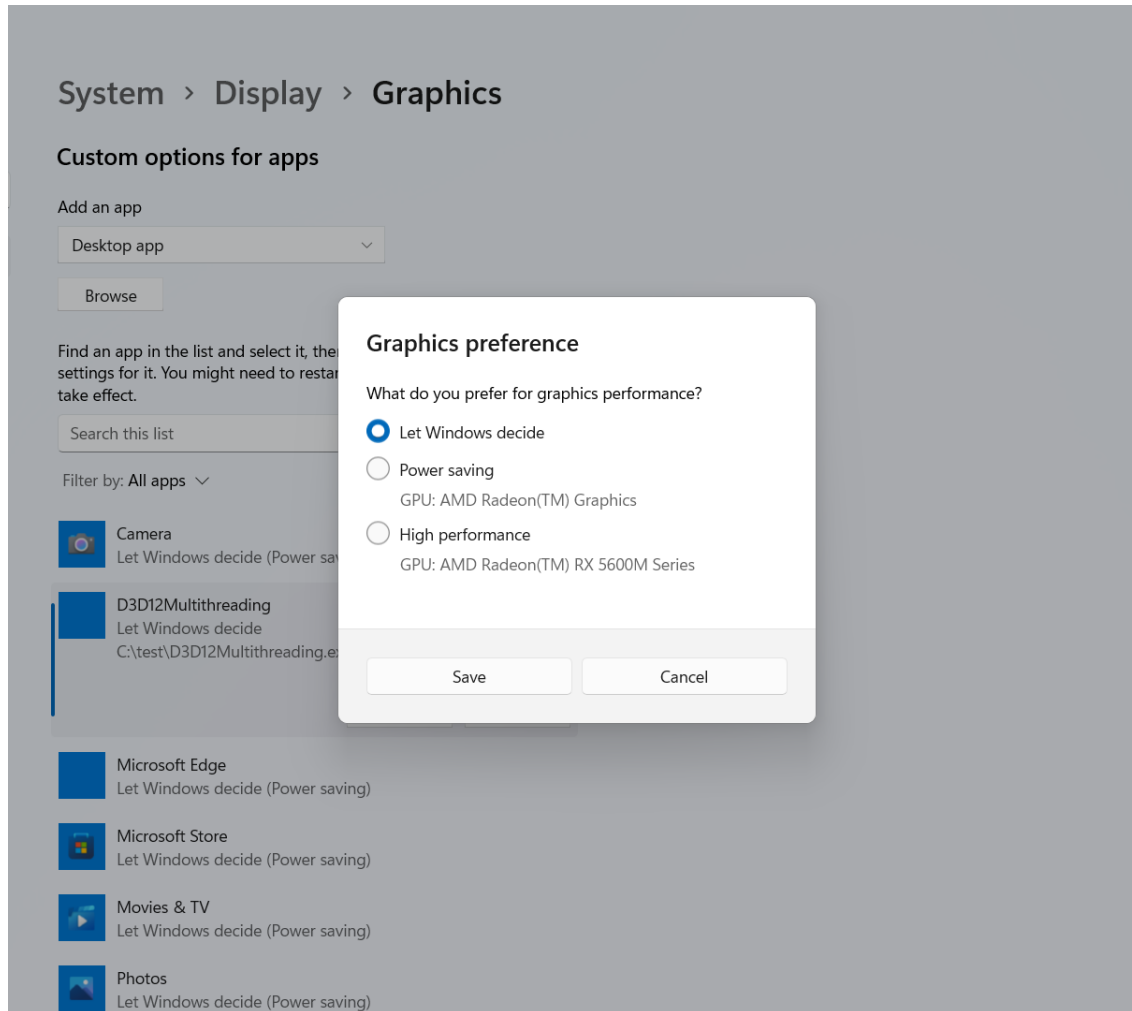 System > Display > Graphics
Custom options for apps
Add an app
Desktop app
Browse
Find an app in the list and select it,
settings for it. You might need to
take effect.
Search this list
Filter by: All apps
Camera
Let Windows decide (Power
D3D12Multithreading
Let Windows decide
C:\test\D3D12Multithreading.e
Microsoft Edge
Let Windows decide (Power saving)
Microsoft Store
Let Windows decide (Power saving)
Movies & TV
Let Windows decide (Power saving)
Photos
Let Windows decide (Power saving)
Graphics preference
What do you prefer for graphics performance?
Let Windows decide
Power saving
GPU: AMD Radeon(TM) Graphics
High performance
GPU: AMD Radeon(TM) RX 5600M Series
Save
Cancel